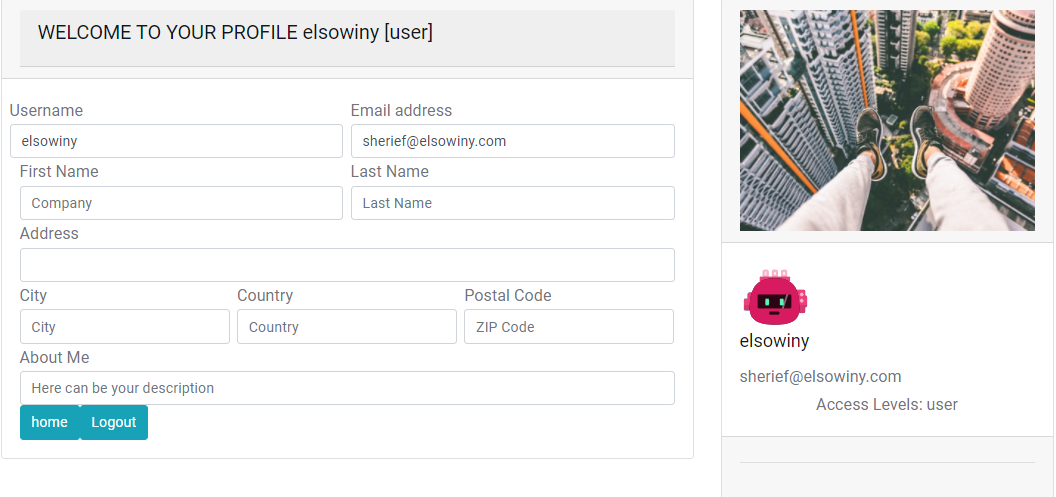 WELCOME TO YOUR PROFILE elsowiny [user]
Username Email address
elsowiny sherief@elsowiny.com
First Name Last Name
Company Last Name
Address
City Country Postal Code
City Country ZIP Code
About Me
Here can be your description
home Logout
elsowiny
sherief@elsowiny.com
Access Levels: user